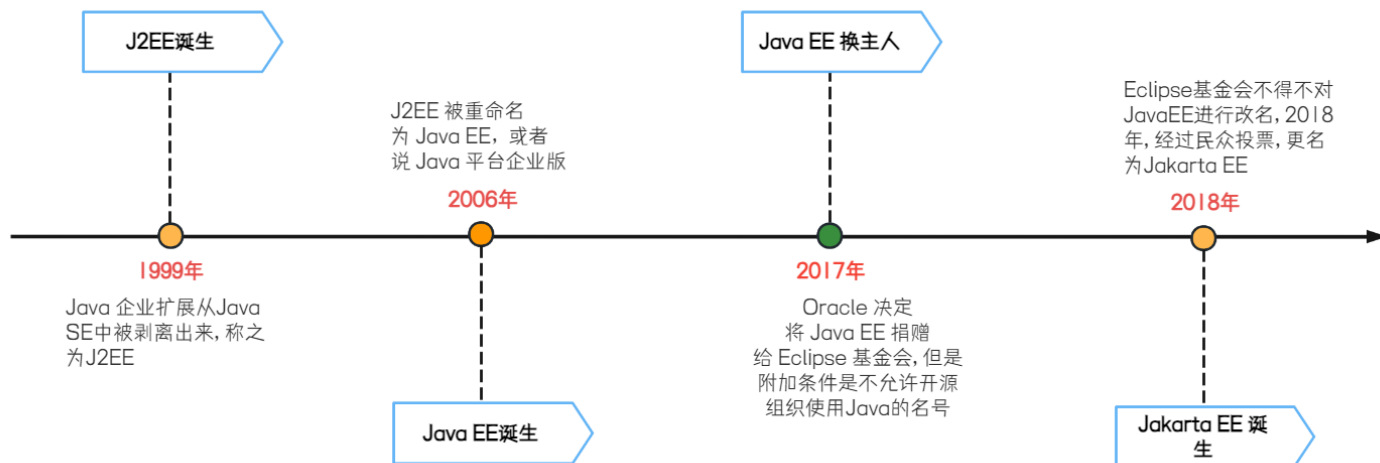 J2EE诞生
1999年
Java 企业扩展从Java
SE中被剥离出来, 称之
为J2EE
J2EE 被重命名
为 Java EE，或者
说 Java 平台企业版
2006年
Java EE诞生
Java EE 换主人
2017年
Oracle 决定
将 Java EE 捐赠
给 Eclipse 基金会, 但是
附加条件是不允许开源
组织使用Java的名号
Eclipse基金会不得不对
JavaEE进行改名, 2018
年, 经过民众投票, 更名
为Jakarta EE
2018年
Jakarta EE 诞
生